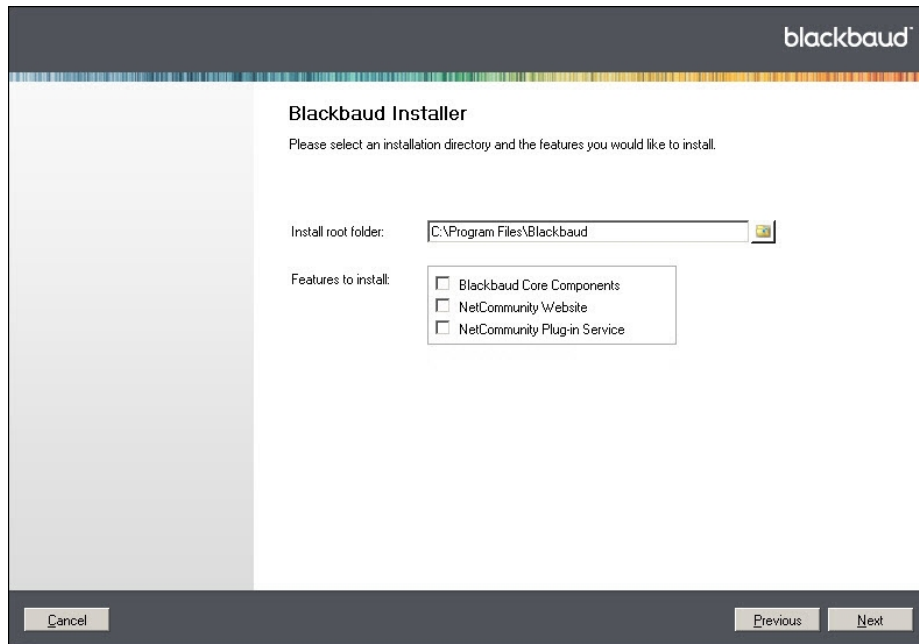 blackbaud
Blackbaud Installer
Please select an installation directory and the features you would like to install.
Install root folder: C:\Program Files\Blackbaud
Features to install:
Blackbaud Core Components
NetCommunity Website
NetCommunity Plug-in Service
Cancel Previous Next